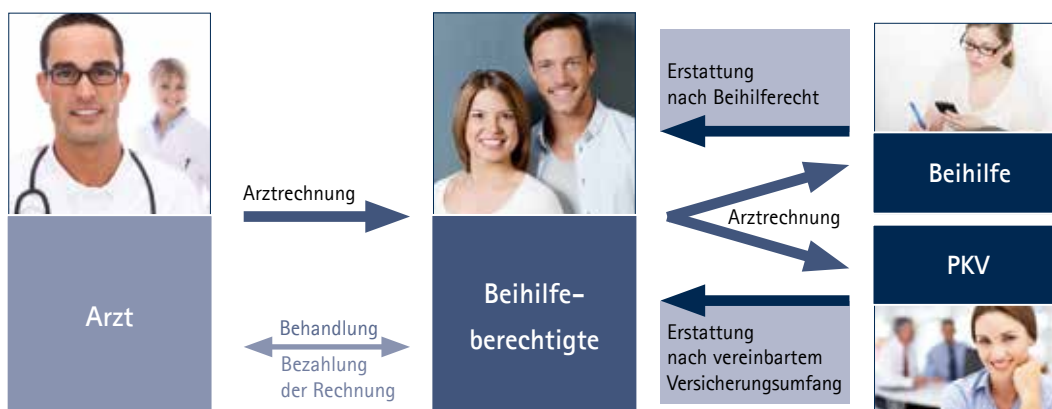 Arztrechnung
Arzt
Behandlung
Bezahlung
der Rechnung
Beihilfe-
berechtigte
Erstattung
nach Beihilferecht
Arztrechnung
Erstattung
nach vereinbartem
Versicherungsumfang
Beihilfe
PKV